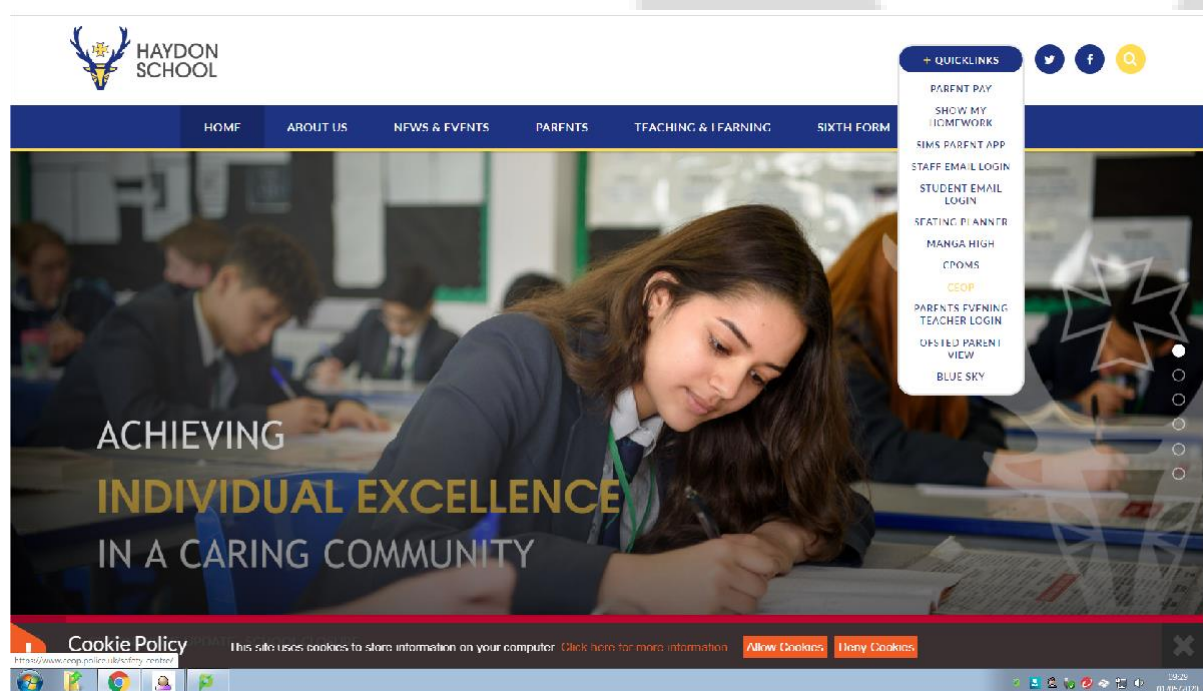 HAYDON
SCHOOL
+ QUICKLINKS
PARENT PAY
SHOW MY
HOMEWORK
SIMS PARENT APP
STAFF EMAIL LOGIN
STUDENT EMAIL
LOGIN
SEATING PLANNER
MANGA HIGH
CPOMS
CEOP
PARENTS EVENING
TEACHER LOGIN
OFSTED PARENT
VIEW
BLUE SKY
HOME ABOUT US NEWS & EVENTS PARENTS TEACHING & LEARNING SIXTH FORM
ACHIEVING
INDIVIDUAL EXCELLENCE
IN A CARING COMMUNITY
Cookie Policy This site uses cookies to store information on your computer Click here for more information Allow Cookies Deny Cookies
https://www.ceop.police.uk/safety-centre/
09:29